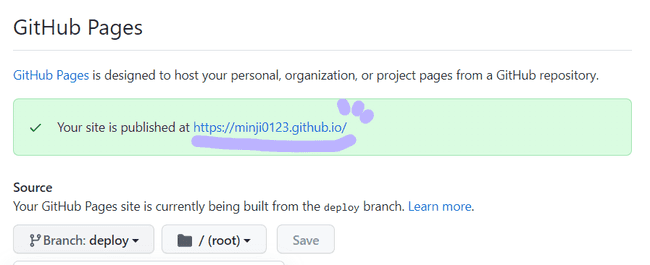 GitHub Pages
GitHub Pages is designed to host your personal, organization, or project pages from a GitHub repository.
Your site is published at https://minji0123.github.io/
Source
Your GitHub Pages site is currently being built from the deploy branch. Learn more.
Branch: deploy / (root) Save